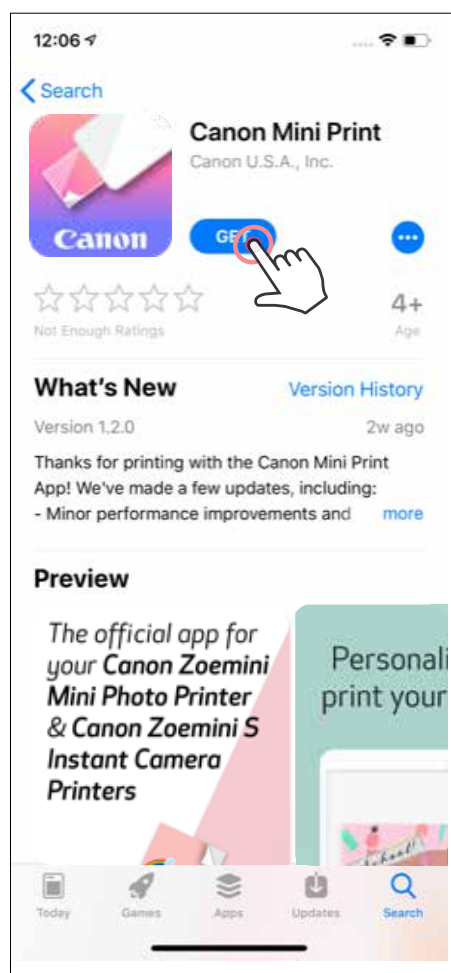 12:06
Search
Canon Mini Print
Canon U.S.A., Inc.
Canon
GET
Not Enough Ratings
4+
Age
What's New
Version History
Version 1.2.0
2w ago
Thanks for printing with the Canon Mini Print
App! We've made a few updates, including:
- Minor performance improvements and more
Preview
The official app for
your Canon Zoemini
Mini Photo Printer
& Canon Zoemini S
Instant Camera
Printers
Personali
print your
school!
Today
Games
Apps
Updates
Search